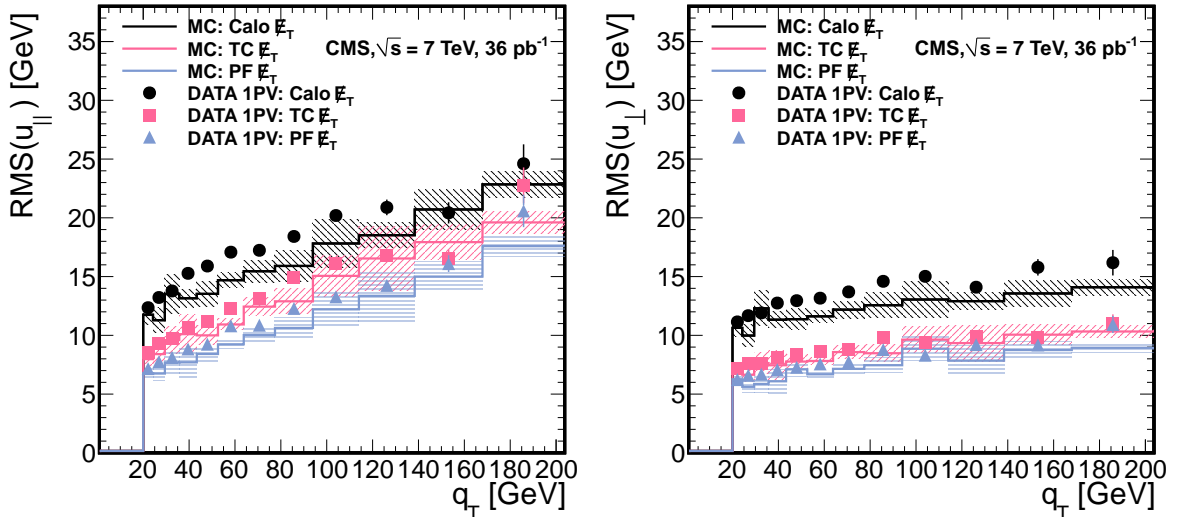 RMS(u∥) [GeV]
MC: Calo E̸T
MC: TC E̸T
MC: PF E̸T
DATA 1PV: Calo E̸T
DATA 1PV: TC E̸T
DATA 1PV: PF E̸T
CMS,√s = 7 TeV, 36 pb⁻¹
35
30
25
20
15
10
5
0
20 40 60 80 100 120 140 160 180 200
qT [GeV]
RMS(u⊥) [GeV]
MC: Calo E̸T
MC: TC E̸T
MC: PF E̸T
DATA 1PV: Calo E̸T
DATA 1PV: TC E̸T
DATA 1PV: PF E̸T
CMS,√s = 7 TeV, 36 pb⁻¹
35
30
25
20
15
10
5
0
20 40 60 80 100 120 140 160 180 200
qT [GeV]